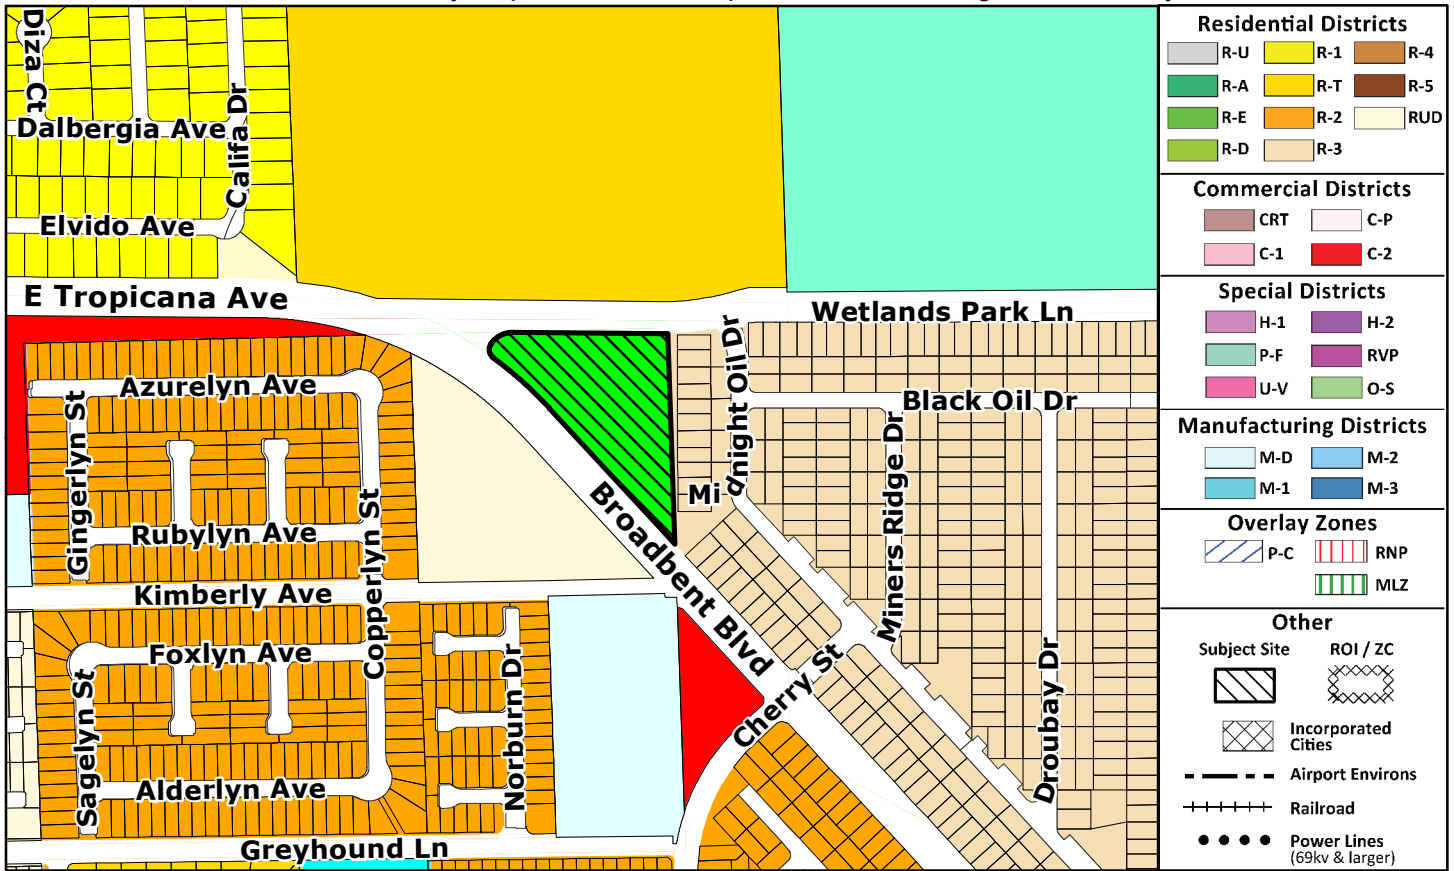 Diza Ct
Dalbergia Ave
Califa Dr
Elvido Ave
E Tropicana Ave
Wetlands Park Ln
Azurelyn Ave
Gingerlyn St
Rubylyn Ave
Copperlyn St
Kimberly Ave
Foxlyn Ave
Sagelyn St
Alderlyn Ave
Norburn Dr
Greyhound Ln
Broadbent Blvd
Cherry St
Midnight Oil Dr
Black Oil Dr
Miners Ridge Dr
Droubay Dr
Residential Districts
R-U R-1 R-4
R-A R-T R-5
R-E R-2 RUD
R-D R-3
Commercial Districts
CRT C-P
C-1 C-2
Special Districts
H-1 H-2
P-F RVP
U-V O-S
Manufacturing Districts
M-D M-2
M-1 M-3
Overlay Zones
P-C RNP
MLZ
Other
Subject Site ROI / ZC
Incorporated
Cities
Airport Environs
Railroad
Power Lines
(69kv & larger)